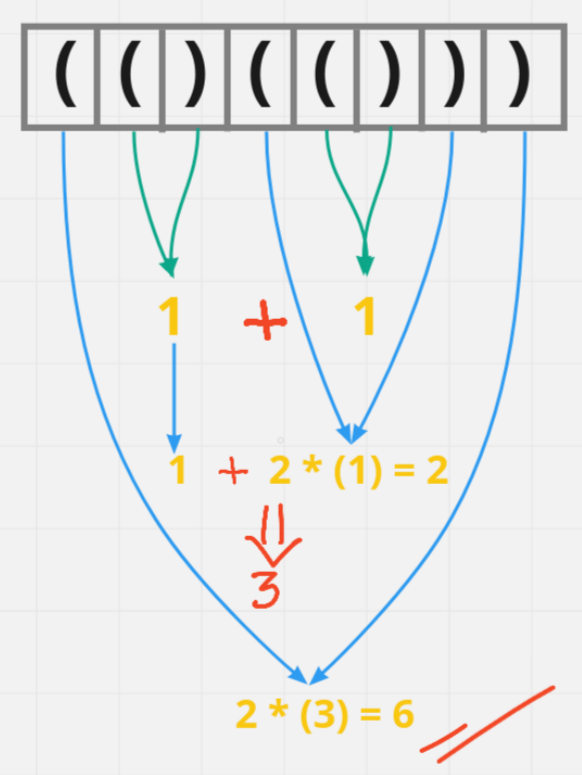 ( ( ) ( ( ) ) )
1 + 1
1 + 2 * (1) = 2
3
2 * (3) = 6